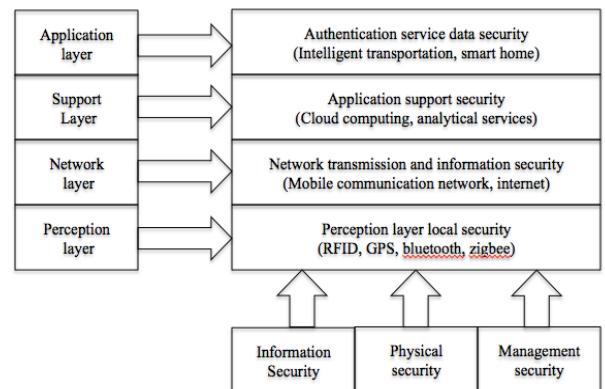 Application
layer
Authentication service data security
(Intelligent transportation, smart home)
Support
Layer
Application support security
(Cloud computing, analytical services)
Network
layer
Network transmission and information security
(Mobile communication network, internet)
Perception
layer
Perception layer local security
(RFID, GPS, bluetooth, zigbee)
Information
Security
Physical
security
Management
security